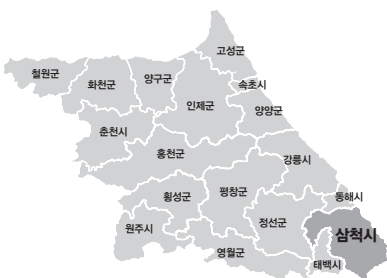 고성군
철원군
화천군
양구군
속초시
인제군
양양군
춘천시
홍천군
강릉시
횡성군
평창군
동해시
원주시
정선군
삼척시
영월군
태백시